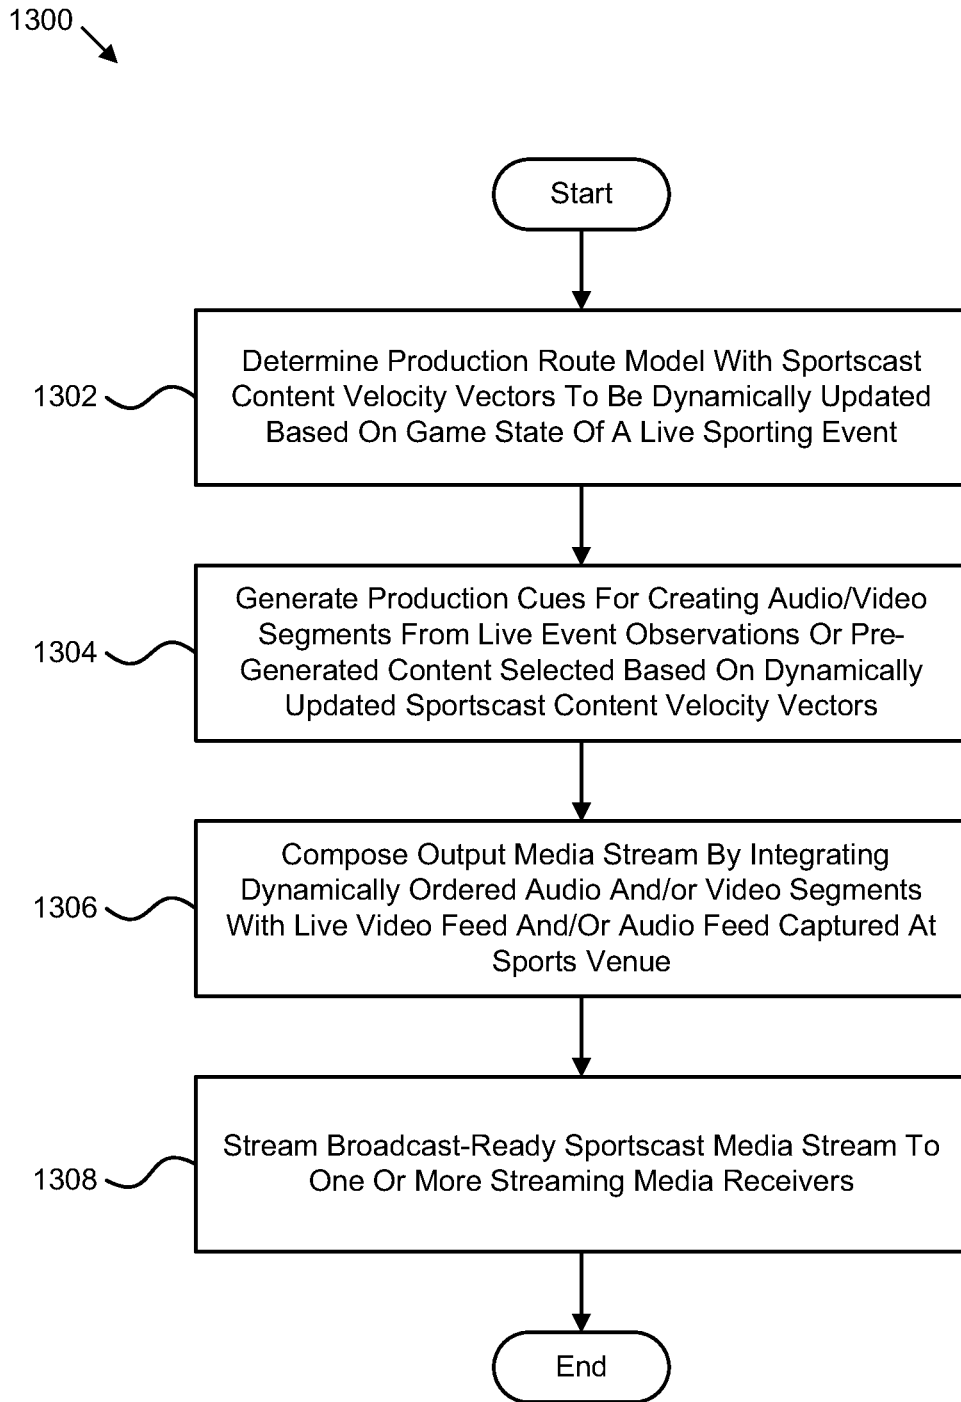 1300
Start
1302
Determine Production Route Model With Sportscast
Content Velocity Vectors To Be Dynamically Updated
Based On Game State Of A Live Sporting Event
1304
Generate Production Cues For Creating Audio/Video
Segments From Live Event Observations Or Pre-
Generated Content Selected Based On Dynamically
Updated Sportscast Content Velocity Vectors
1306
Compose Output Media Stream By Integrating
Dynamically Ordered Audio And/or Video Segments
With Live Video Feed And/Or Audio Feed Captured At
Sports Venue
1308
Stream Broadcast-Ready Sportscast Media Stream To
One Or More Streaming Media Receivers
End